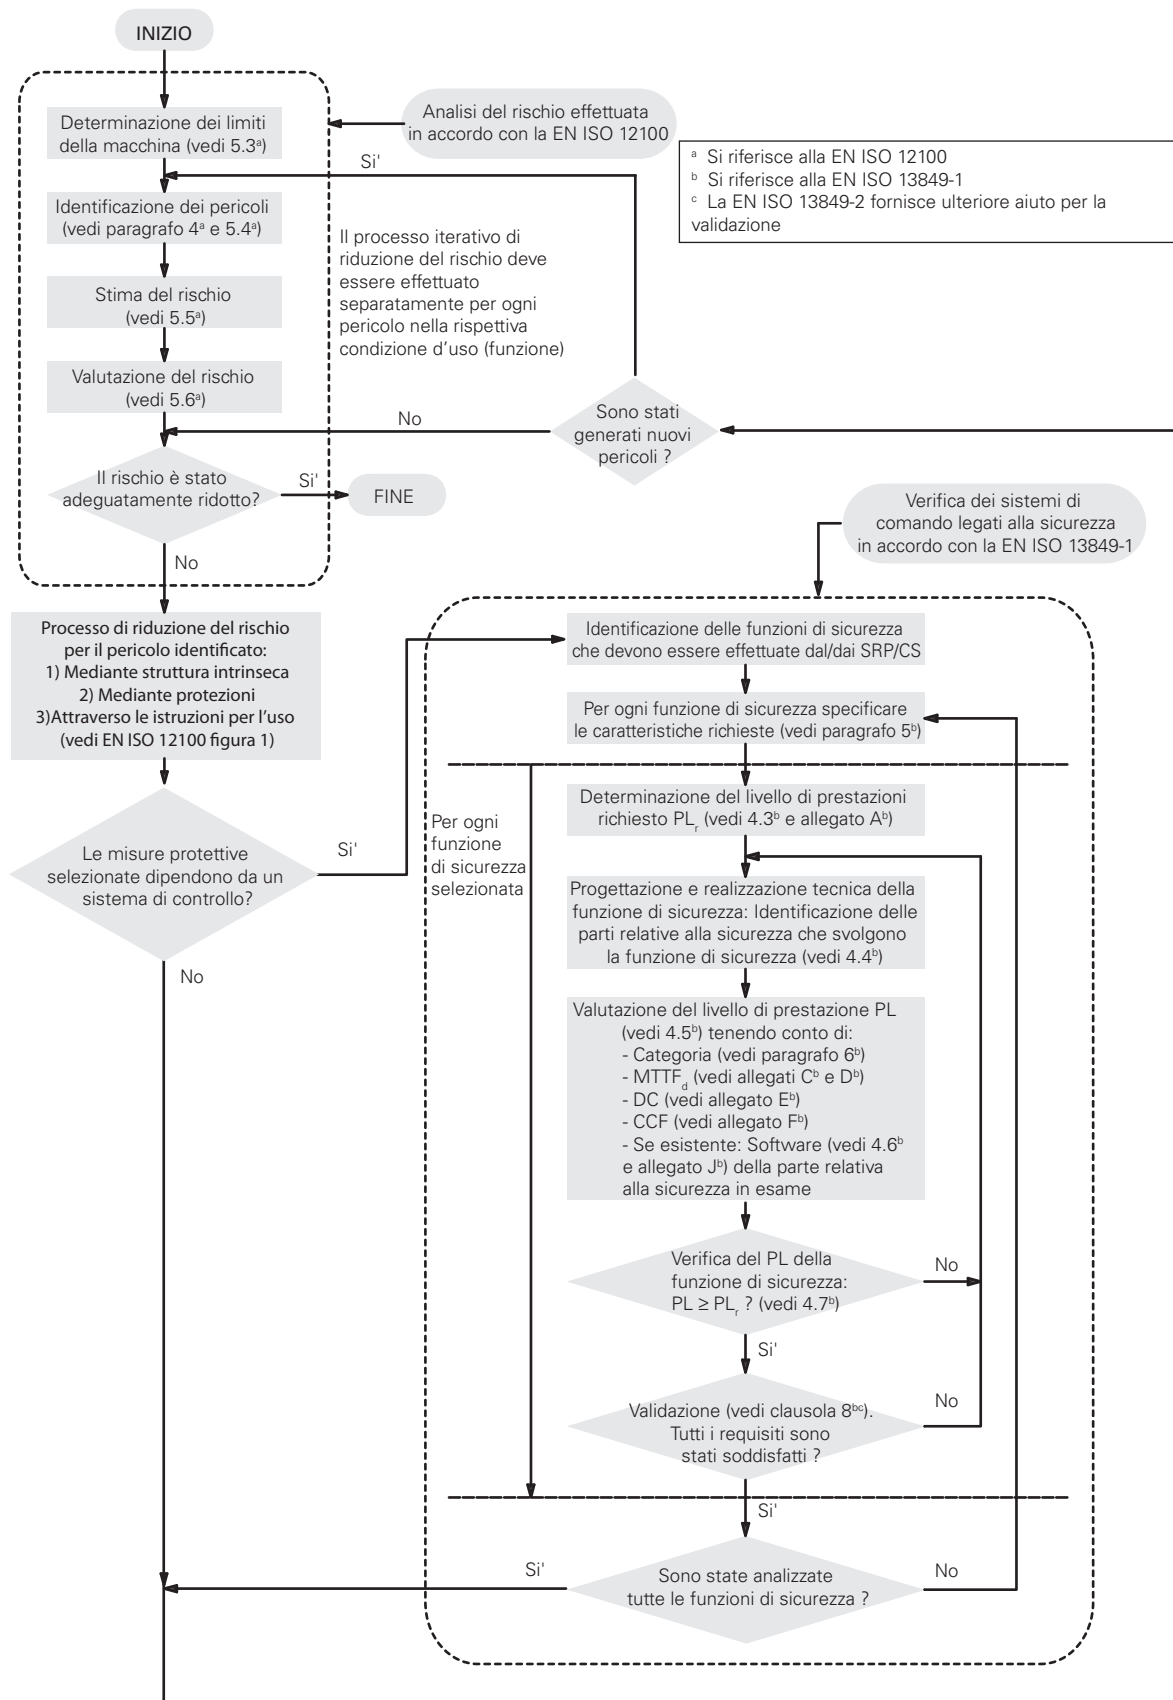 INIZIO
Determinazione dei limiti
della macchina (vedi 5.3ᵃ)
Analisi del rischio effettuata
in accordo con la EN ISO 12100
ᵃ Si riferisce alla EN ISO 12100
ᵇ Si riferisce alla EN ISO 13849-1
ᶜ La EN ISO 13849-2 fornisce ulteriore aiuto per la
validazione
Si'
Identificazione dei pericoli
(vedi paragrafo 4ᵃ e 5.4ᵃ)
Il processo iterativo di
riduzione del rischio deve
essere effettuato
separatamente per ogni
pericolo nella rispettiva
condizione d'uso (funzione)
Stima del rischio
(vedi 5.5ᵃ)
Valutazione del rischio
(vedi 5.6ᵃ)
No
Sono stati
generati nuovi
pericoli ?
Il rischio è stato
adeguatamente ridotto?
Si'
FINE
No
Verifica dei sistemi di
comando legati alla sicurezza
in accordo con la EN ISO 13849-1
Processo di riduzione del rischio
per il pericolo identificato:
1) Mediante struttura intrinseca
2) Mediante protezioni
3)Attraverso le istruzioni per l'uso
(vedi EN ISO 12100 figura 1)
Identificazione delle funzioni di sicurezza
che devono essere effettuate dal/dai SRP/CS
Per ogni funzione di sicurezza specificare
le caratteristiche richieste (vedi paragrafo 5ᵇ)
Le misure protettive
selezionate dipendono da un
sistema di controllo?
Si'
No
Per ogni
funzione
di sicurezza
selezionata
Determinazione del livello di prestazioni
richiesto PLᵣ (vedi 4.3ᵇ e allegato Aᵇ)
Progettazione e realizzazione tecnica della
funzione di sicurezza: Identificazione delle
parti relative alla sicurezza che svolgono
la funzione di sicurezza (vedi 4.4ᵇ)
Valutazione del livello di prestazione PL
(vedi 4.5ᵇ) tenendo conto di:
- Categoria (vedi paragrafo 6ᵇ)
- MTTF_d (vedi allegati Cᵇ e Dᵇ)
- DC (vedi allegato Eᵇ)
- CCF (vedi allegato Fᵇ)
- Se esistente: Software (vedi 4.6ᵇ
e allegato Jᵇ) della parte relativa
alla sicurezza in esame
Verifica del PL della
funzione di sicurezza:
PL ≥ PLᵣ ? (vedi 4.7ᵇ)
No
Si'
Validazione (vedi clausola 8ᵇᶜ).
Tutti i requisiti sono
stati soddisfatti ?
No
Si'
Sono state analizzate
tutte le funzioni di sicurezza ?
Si'
No